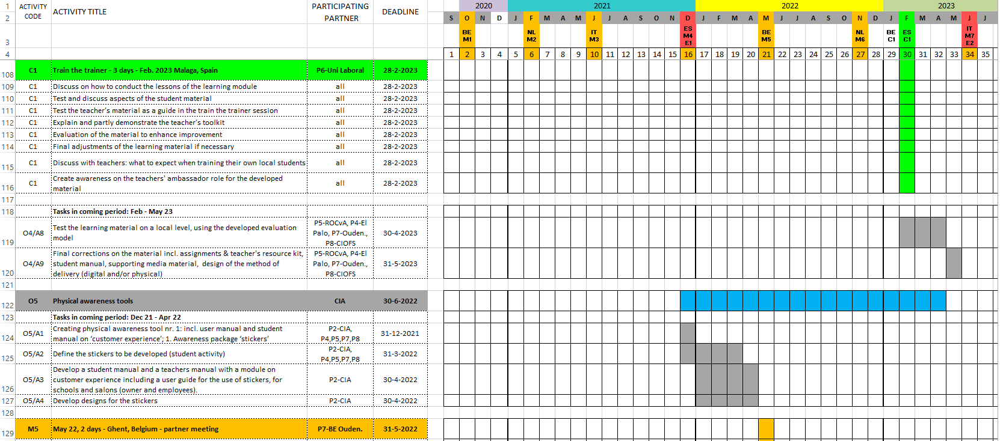 1 ACTIVITY CODE ACTIVITY TITLE PARTICIPATING PARTNER DEADLINE 2020 2021 2022 2023
2 S O N D J F M A M J J A S O N D J F M A M J J A S O N D J F M A M J J
3 BE M1 NL M2 IT M3 ES M4 E1 BE M5 NL M6 BE C1 ES C1 IT M7 E2
4 1 2 3 4 5 6 7 8 9 10 11 12 13 14 15 16 17 18 19 20 21 22 23 24 25 26 27 28 29 30 31 32 33 34 35
108 C1 Train the trainer - 3 days - Feb. 2023 Malaga, Spain P6-Uni Laboral 28-2-2023
109 C1 Discuss on how to conduct the lessons of the learning module all 28-2-2023
110 C1 Test and discuss aspects of the student material all 28-2-2023
111 C1 Test the teacher's material as a guide in the train the trainer session all 28-2-2023
112 C1 Explain and partly demonstrate the teacher's toolkit all 28-2-2023
113 C1 Evaluation of the material to enhance improvement all 28-2-2023
114 C1 Final adjustments of the learning material if necessary all 28-2-2023
115 C1 Discuss with teachers: what to expect when training their own local students all 28-2-2023
116 C1 Create awareness on the teachers' ambassador role for the developed material all 28-2-2023
117
118 Tasks in coming period: Feb - May 23
119 O4/A8 Test the learning material on a local level, using the developed evaluation model P5-ROCvA, P4-El Palo, P7-Ouden., P8-CIOFS 30-4-2023
120 O4/A9 Final corrections on the material incl. assignments & teacher's resource kit, student manual, supporting media material, design of the method of delivery (digital and/or physical) P5-ROCvA, P4-El Palo, P7-Ouden., P8-CIOFS 31-5-2023
121
122 O5 Physical awareness tools CIA 30-6-2022
123 Tasks in coming period: Dec 21 - Apr 22
124 O5/A1 Creating physical awareness tool nr. 1: incl. user manual and student manual on ‘customer experience’; 1. Awareness package ‘stickers’ P2-CIA, P4,P5,P7,P8 31-12-2021
125 O5/A2 Define the stickers to be developed (student activity) P2-CIA, P4,P5,P7,P8 31-3-2022
126 O5/A3 Develop a student manual and a teachers manual with a module on customer experience including a user guide for the use of stickers, for schools and salons (owner and employees). P2-CIA 30-4-2022
127 O5/A4 Develop designs for the stickers P2-CIA 30-4-2022
128
129 M5 May 22, 2 days - Ghent, Belgium - partner meeting P7-BE Ouden. 31-5-2022